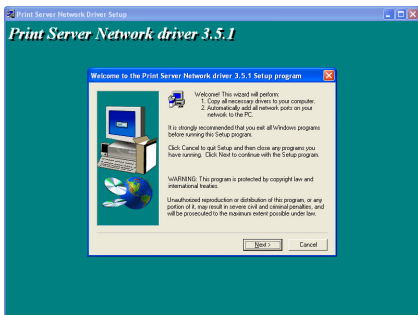 Print Server Network Driver Setup
Print Server Network driver 3.5.1
Welcome to the Print Server Network driver 3.5.1 Setup program
Welcome! This wizard will perform:
1. Copy all necessary drivers to your computer.
2. Automatically add all network ports on your
network to the PC.
It is strongly recommended that you exit all Windows programs
before running this Setup program.
Click Cancel to quit Setup and then close any programs you
have running. Click Next to continue with the Setup program.
WARNING: This program is protected by copyright law and
international treaties.
Unauthorized reproduction or distribution of this program, or any
portion of it, may result in severe civil and criminal penalties, and
will be prosecuted to the maximum extent possible under law.
Next >
Cancel